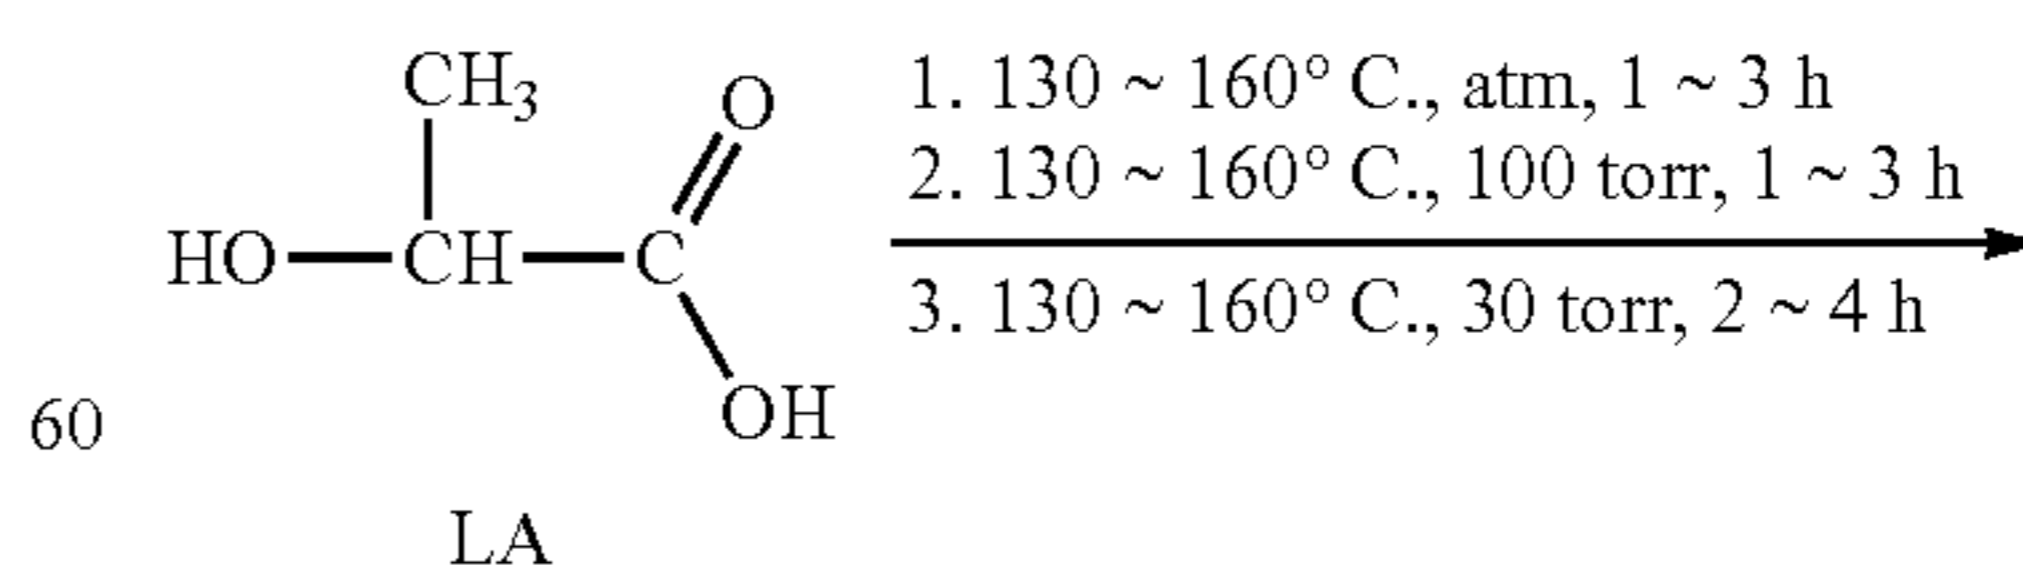 CH₃
O
1. 130 ~ 160° C., atm, 1 ~ 3 h
2. 130 ~ 160° C., 100 torr, 1 ~ 3 h
HO CH C
3. 130 ~ 160° C., 30 torr, 2 ~ 4 h
OH
60
LA